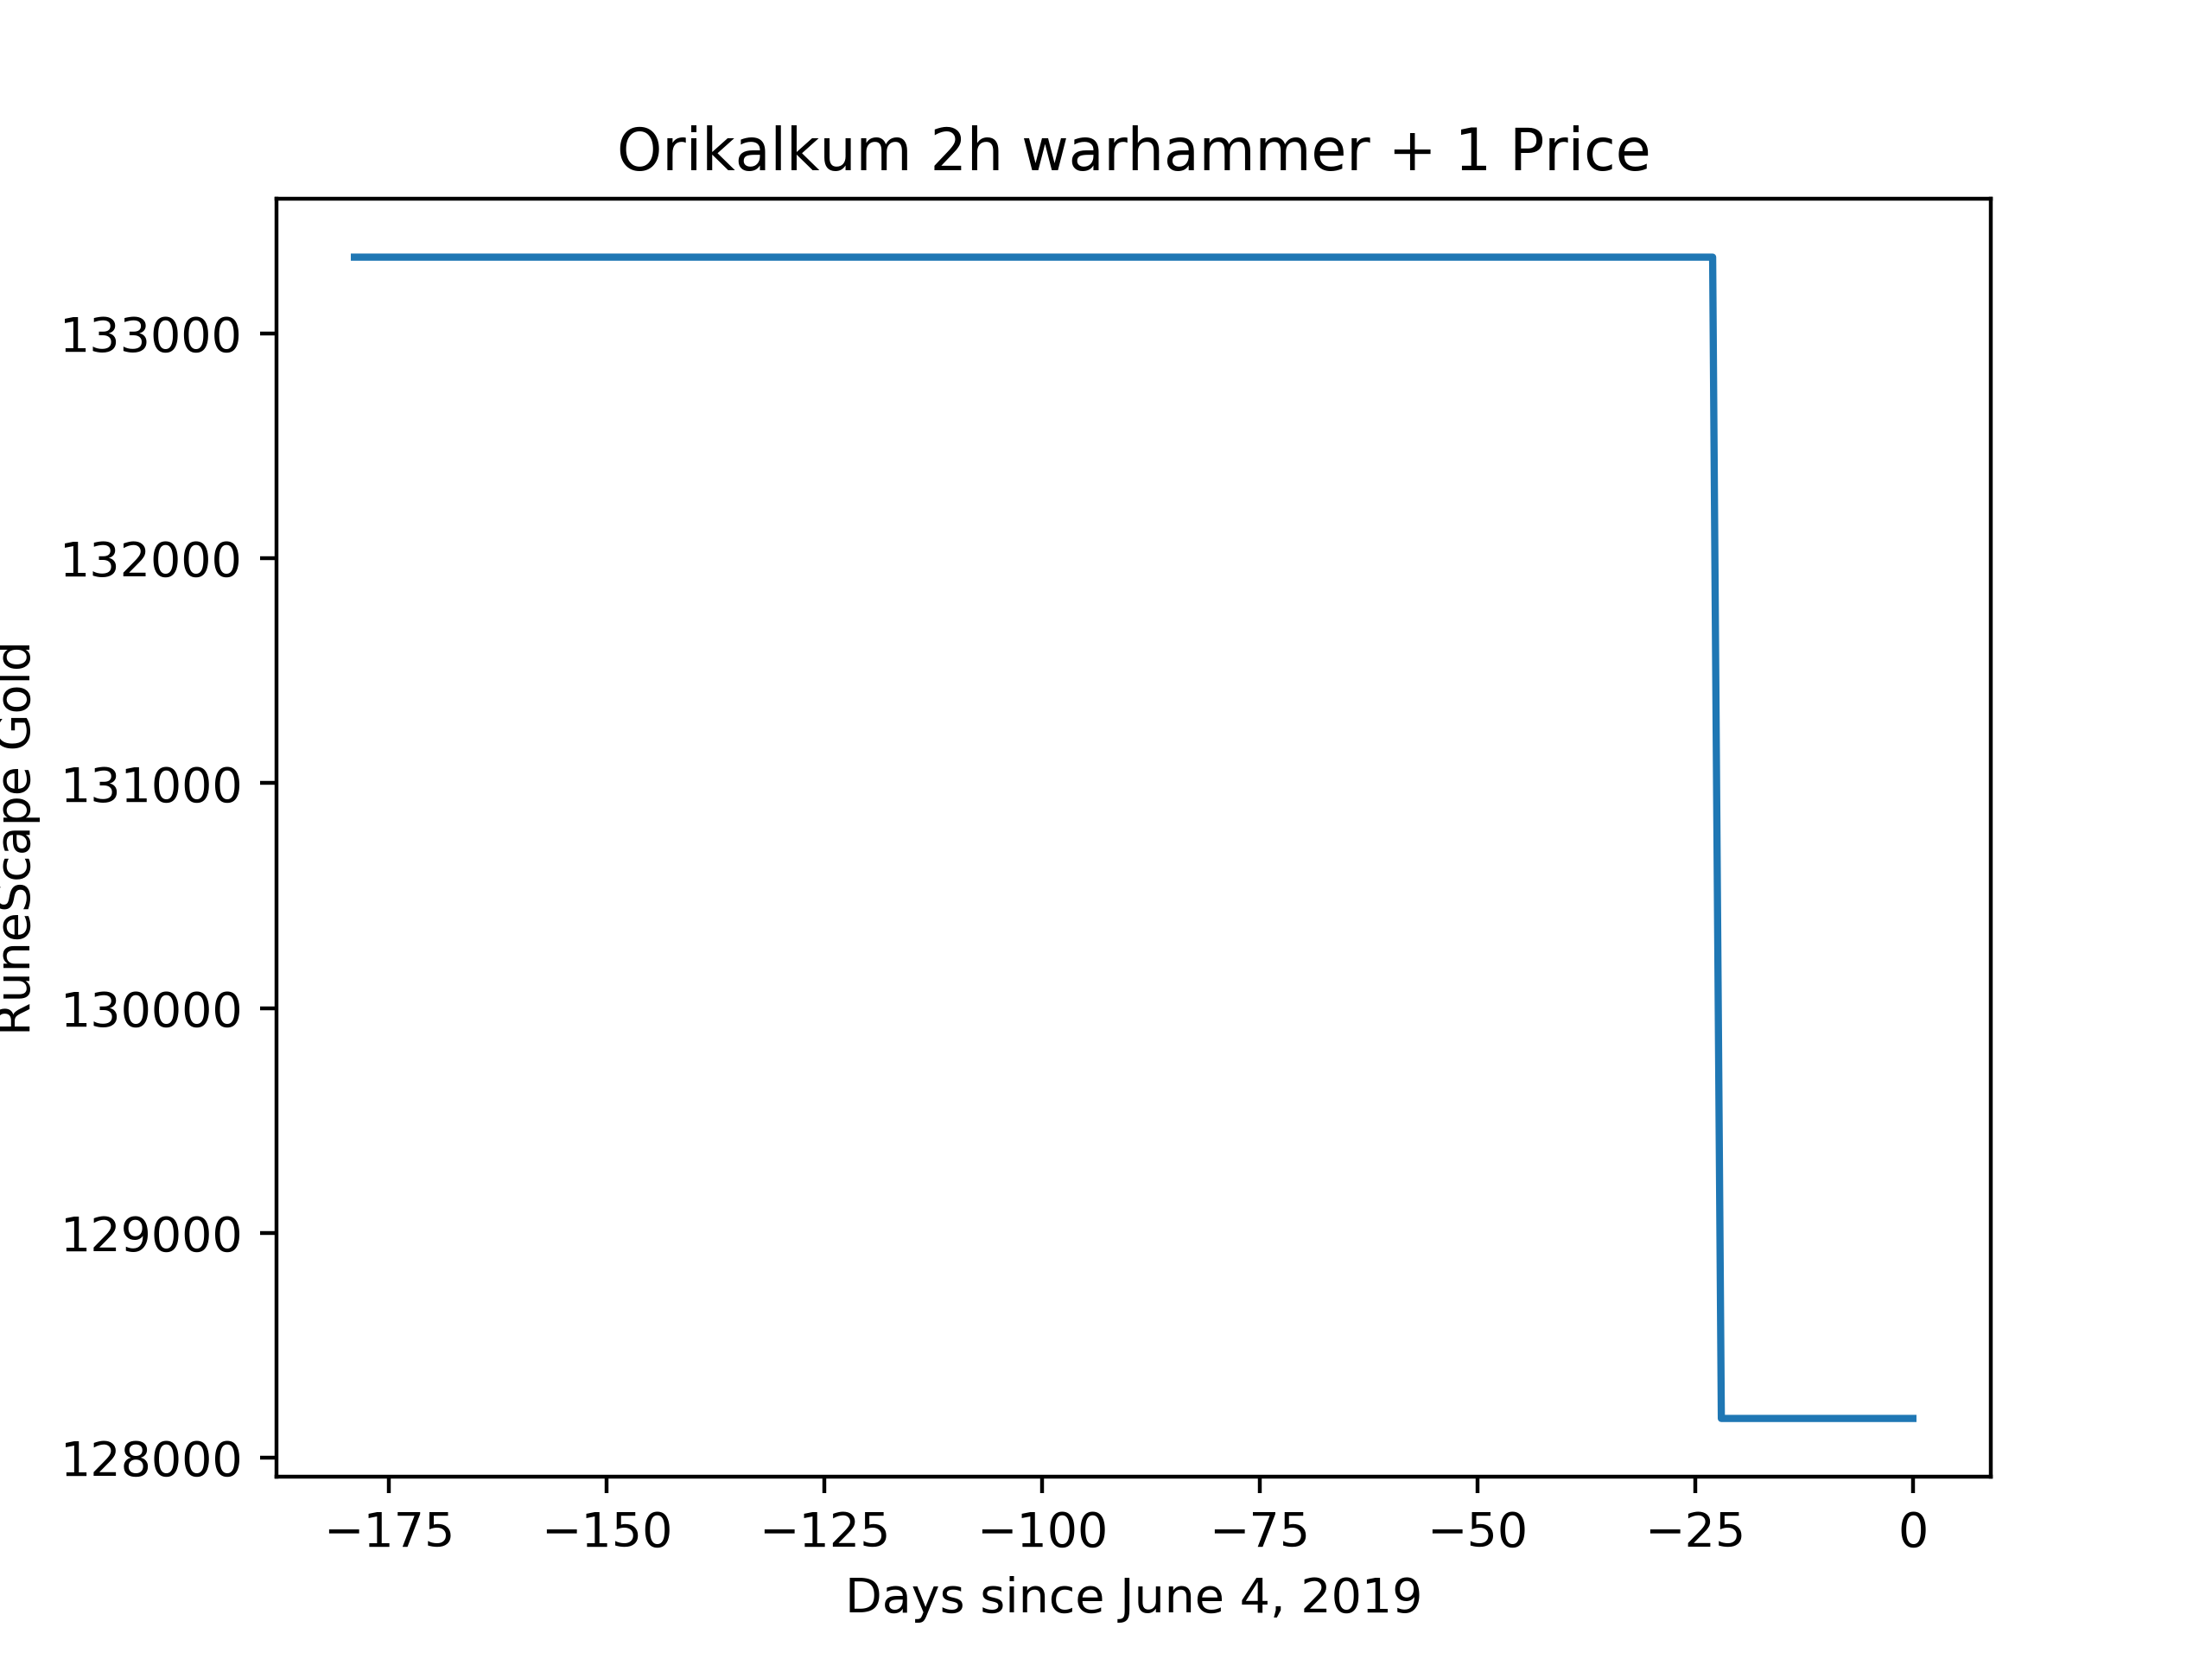 Orikalkum 2h warhammer + 1 Price
133000
132000
131000
130000
129000
128000
RuneScape Gold
−175 −150 −125 −100 −75 −50 −25 0
Days since June 4, 2019